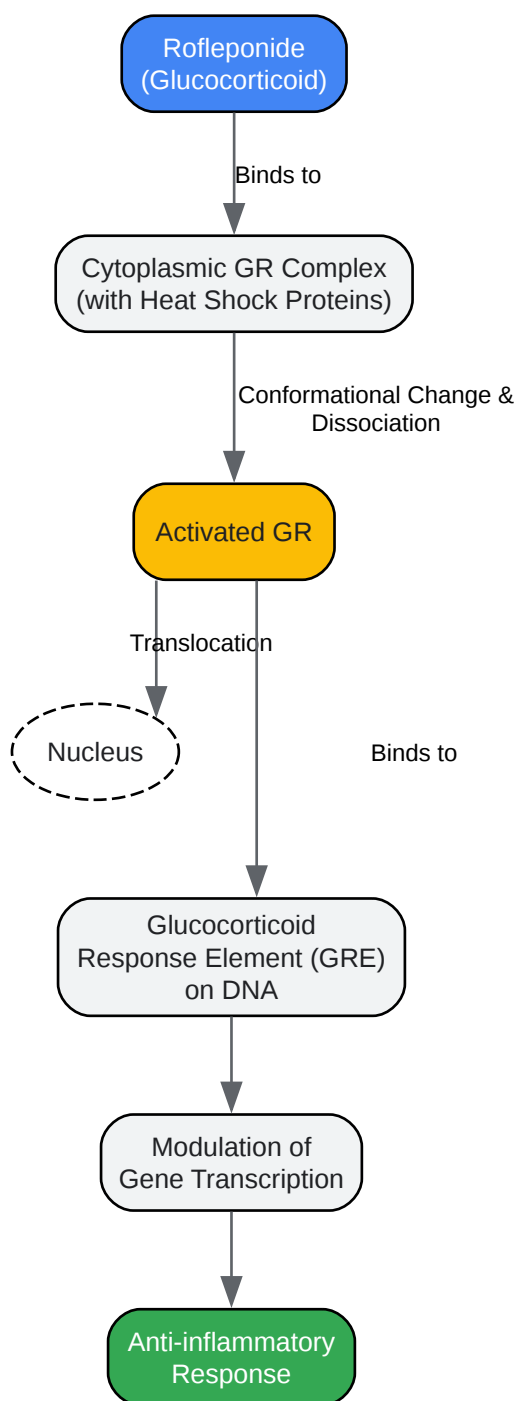 Rofleponide
(Glucocorticoid)
Binds to
Cytoplasmic GR Complex
(with Heat Shock Proteins)
Conformational Change &
Dissociation
Activated GR
Translocation
Nucleus
Binds to
Glucocorticoid
Response Element (GRE)
on DNA
Modulation of
Gene Transcription
Anti-inflammatory
Response